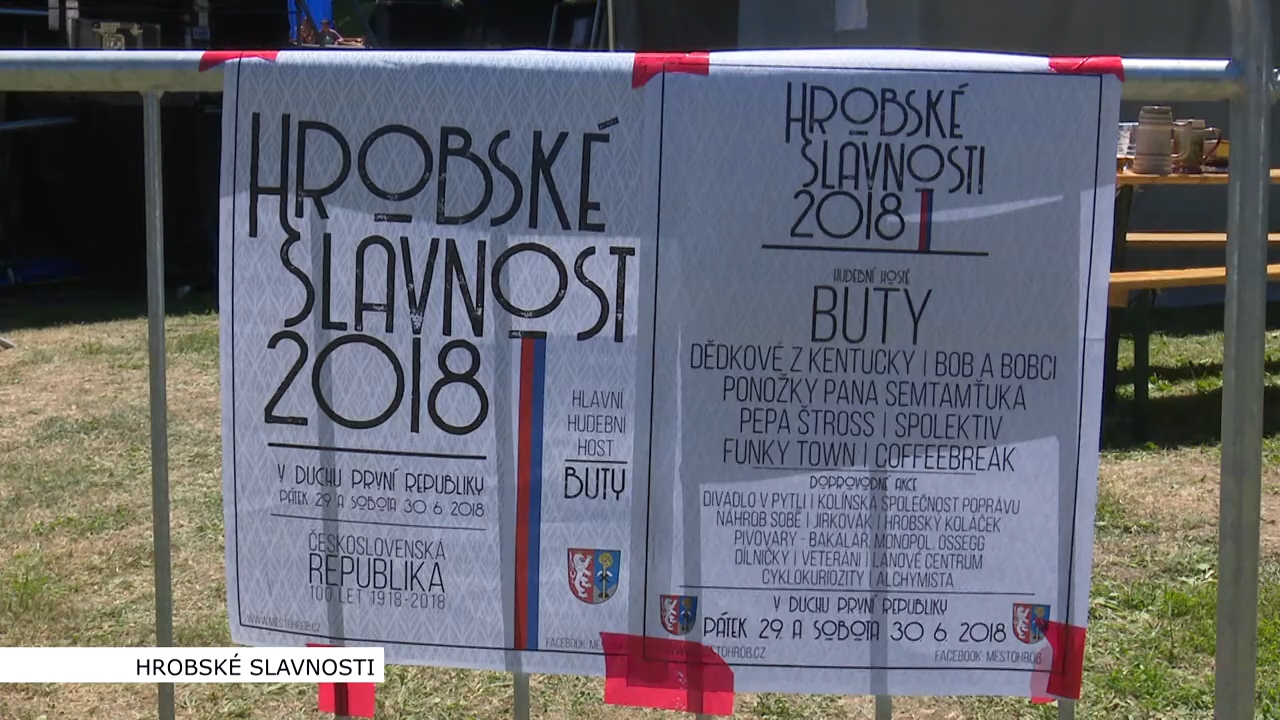 HROBSKÉ
SLAVNOST
2018
HLAVNÍ
HUDEBNÍ
HOST
BUTY
V DUCHU PRVNÍ REPUBLIKY
PÁTEK 29. A SOBOTA 30. 6. 2018
ČESKOSLOVENSKÁ
REPUBLIKA
100 LET 1918-2018
WWW.MESTOHROB.CZ
FACEBOOK:
HROBSKÉ
SLAVNOSTI
2018
HUDEBNÍ HOSTÉ
BUTY
DĚDKOVÉ Z KENTUCKY | BOB A BOBCI
PONOŽKY PANA SEMTAMŤUKA
PEPA ŠTROSS | SPOLEKTIV
FUNKY TOWN | COFFEEBREAK
DOPROVODNÉ AKCE
DIVADLO V PYTLI | KOLÍNSKÁ SPOLEČNOST POPRÁVU
NÁHROB SOBĚ | JIRKOVÁK | HROBSKÝ KOLÁČEK
PIVOVARY - BAKALÁŘ, MONOPOL, OSSEGG
DÍLNIČKY | VETERÁNI | LANOVÉ CENTRUM
CYKLOKURIOZITY | ALCHYMISTA
V DUCHU PRVNÍ REPUBLIKY
PÁTEK 29. A SOBOTA 30. 6. 2018
FACEBOOK: MESTOHROB
HROBSKÉ SLAVNOSTI